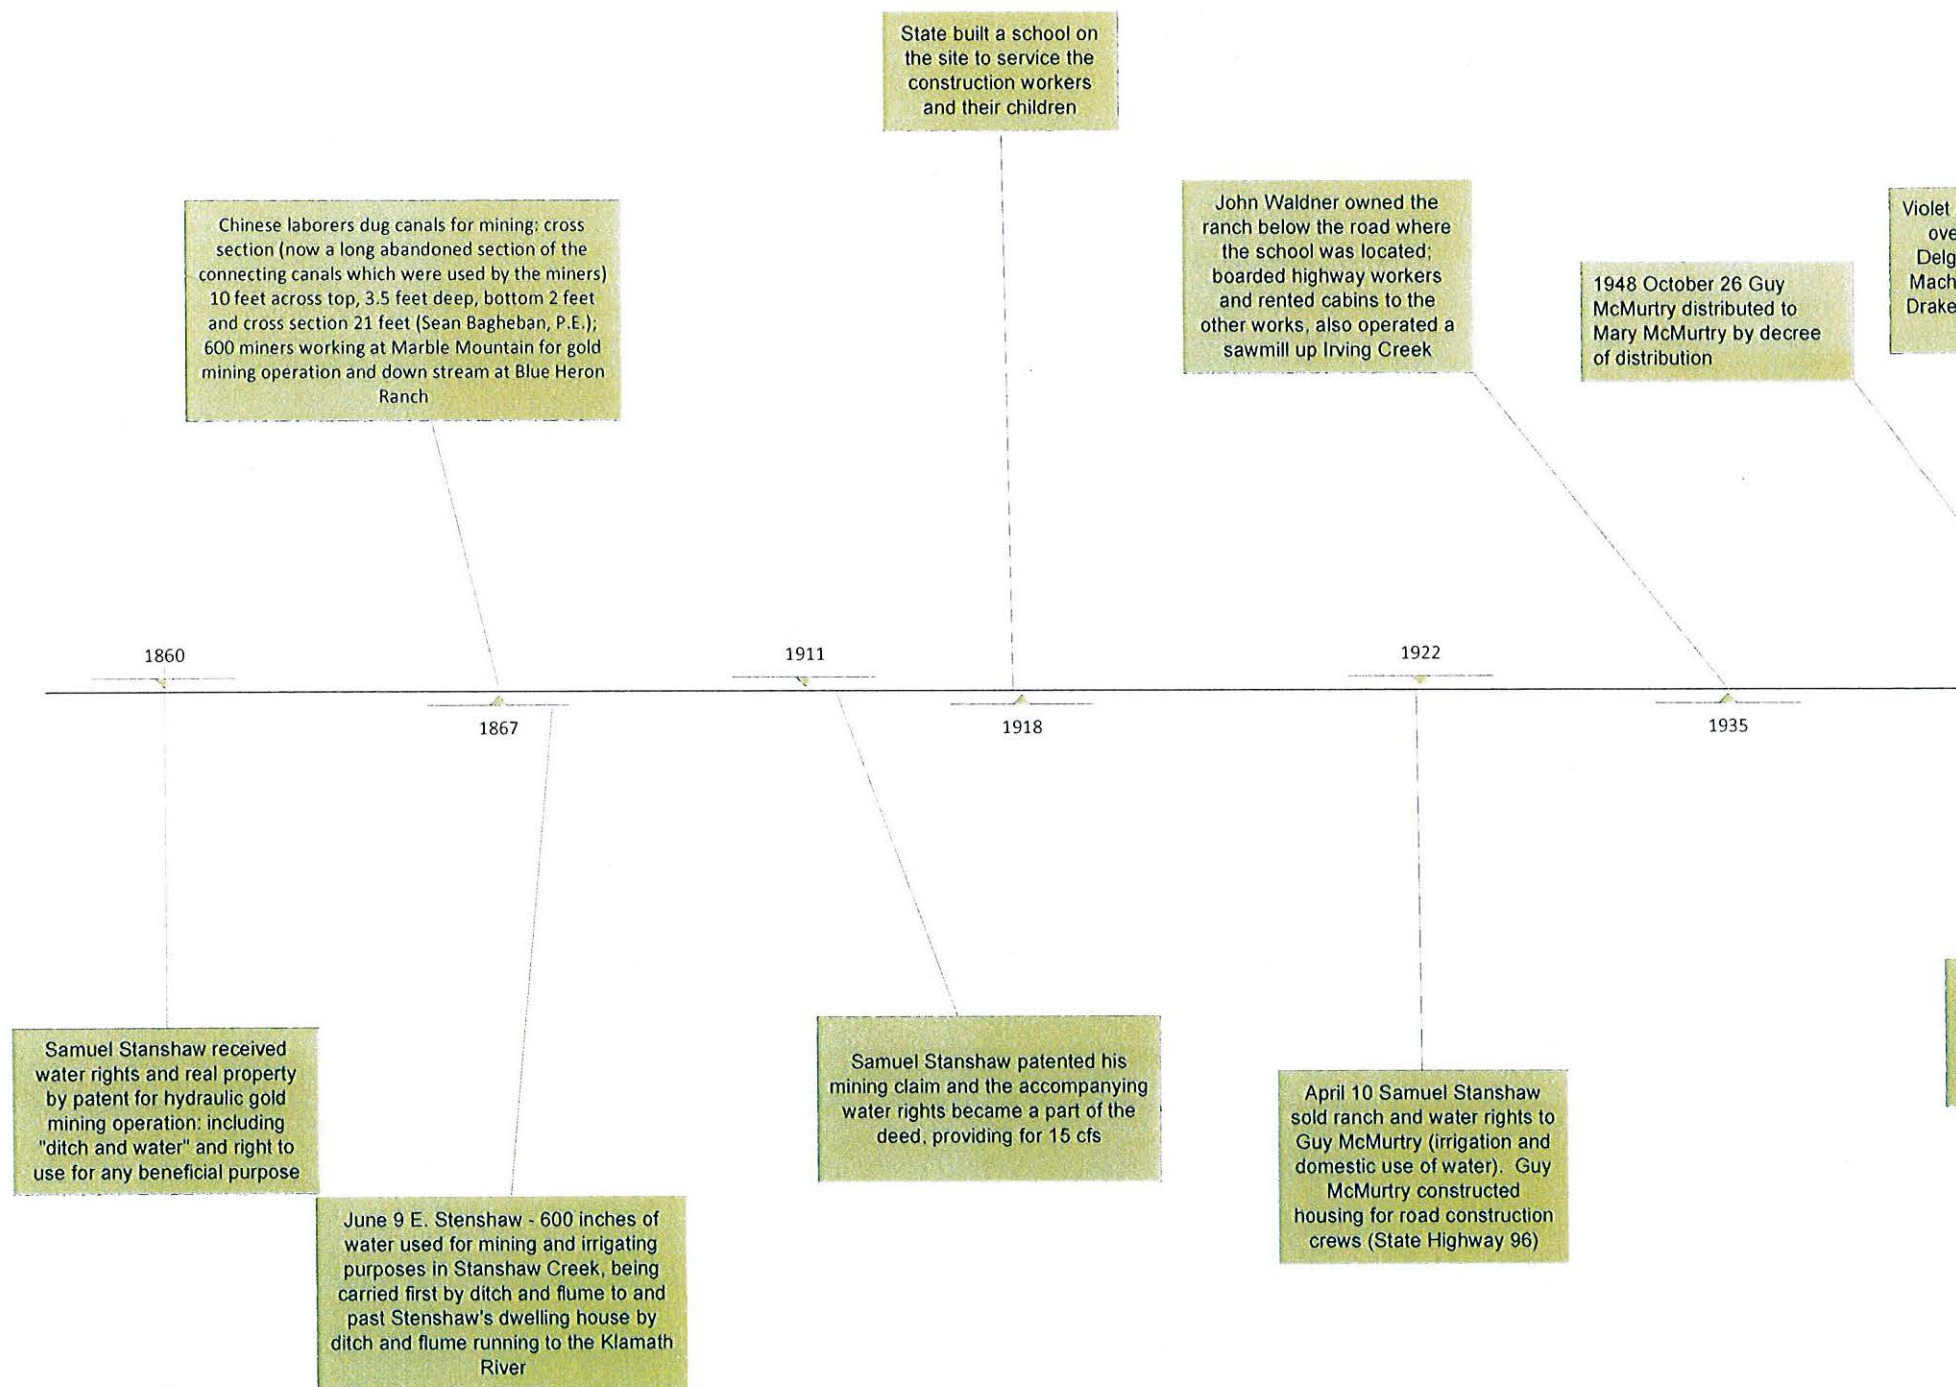 State built a school on
the site to service the
construction workers
and their children
Chinese laborers dug canals for mining: cross
section (now a long abandoned section of the
connecting canals which were used by the miners)
10 feet across top, 3.5 feet deep, bottom 2 feet
and cross section 21 feet (Sean Bagheban, P.E.);
600 miners working at Marble Mountain for gold
mining operation and down stream at Blue Heron
Ranch
John Waldner owned the
ranch below the road where
the school was located;
boarded highway workers
and rented cabins to the
other works, also operated a
sawmill up Irving Creek
1948 October 26 Guy
McMurtry distributed to
Mary McMurtry by decree
of distribution
Violet
ove
Delg
Mach
Drake
1860
1867
1911
1918
1922
1935
Samuel Stanshaw received
water rights and real property
by patent for hydraulic gold
mining operation: including
"ditch and water" and right to
use for any beneficial purpose
June 9 E. Stenshaw - 600 inches of
water used for mining and irrigating
purposes in Stanshaw Creek, being
carried first by ditch and flume to and
past Stenshaw's dwelling house by
ditch and flume running to the Klamath
River
Samuel Stanshaw patented his
mining claim and the accompanying
water rights became a part of the
deed, providing for 15 cfs
April 10 Samuel Stanshaw
sold ranch and water rights to
Guy McMurtry (irrigation and
domestic use of water).  Guy
McMurtry constructed
housing for road construction
crews (State Highway 96)